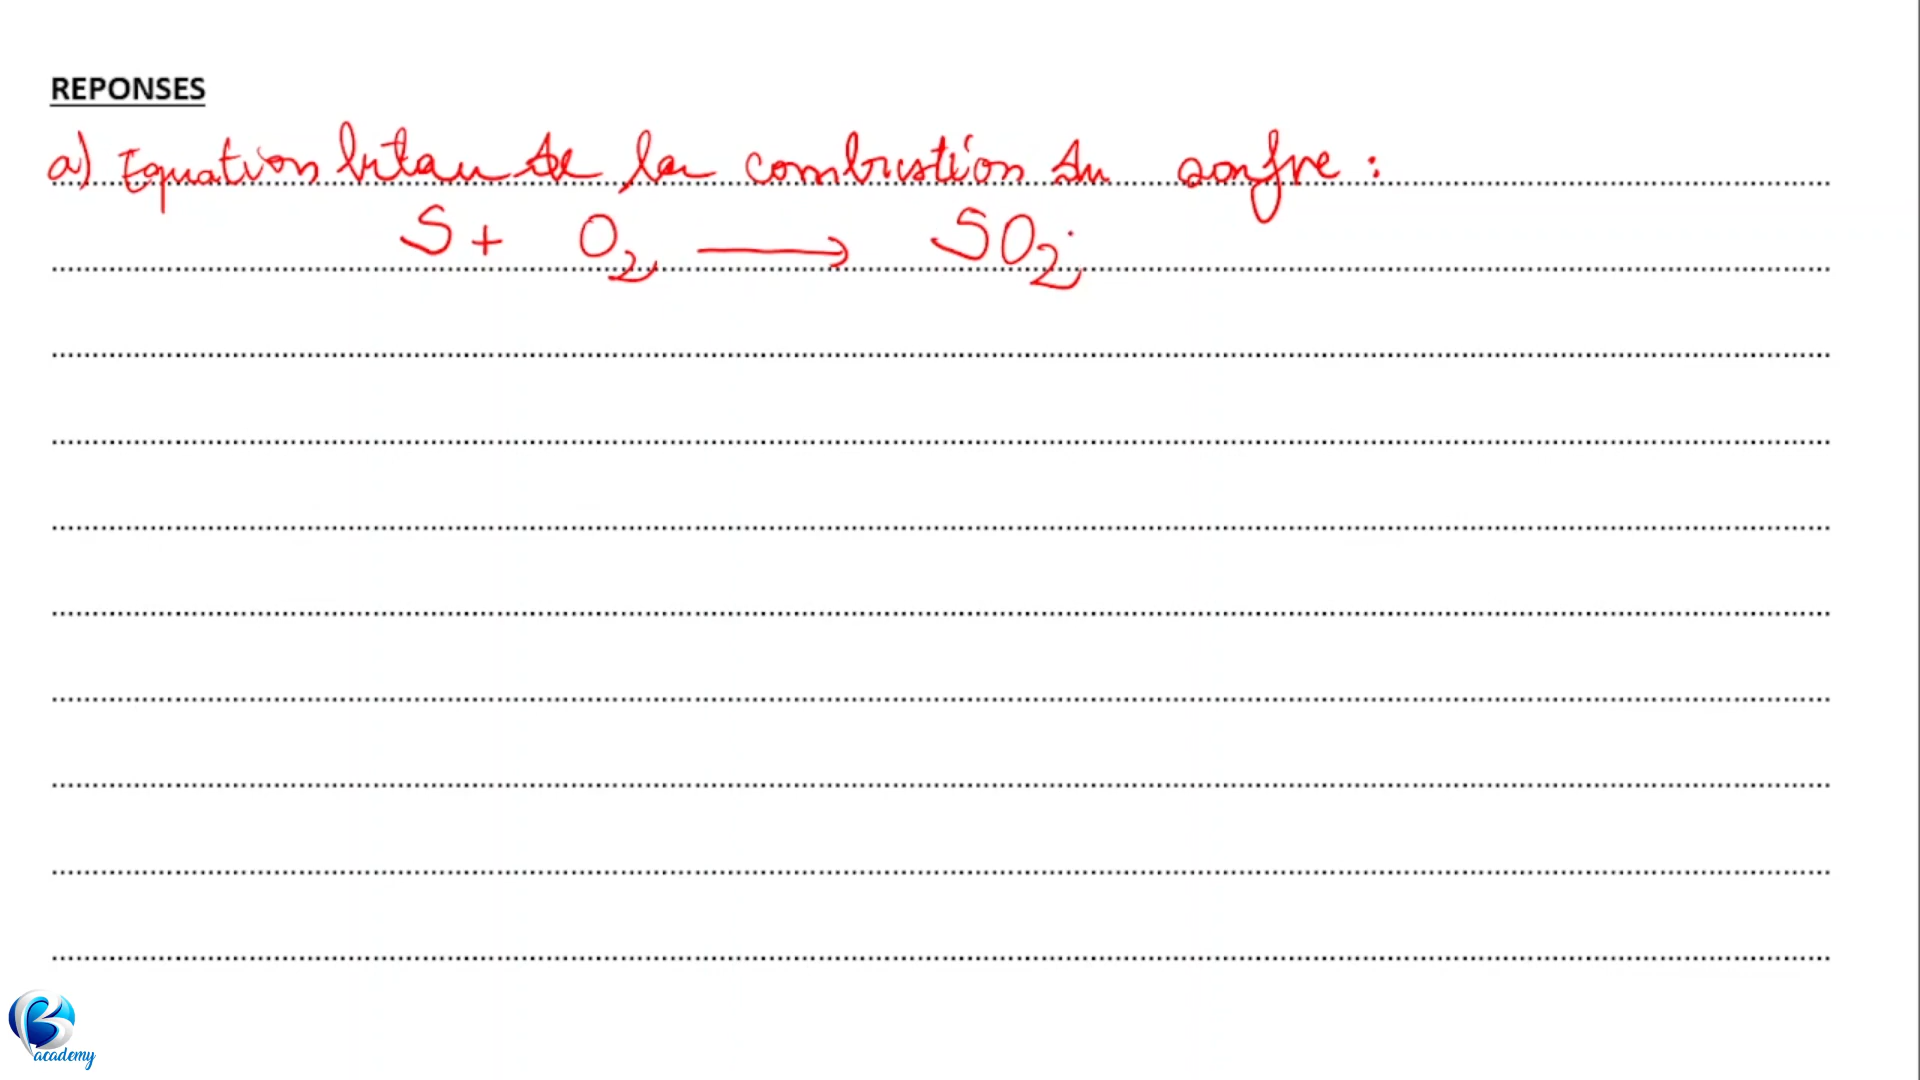 REPONSES
a) Equation bilan de la combustion du soufre :
S + O₂ ⟶ SO₂
academy